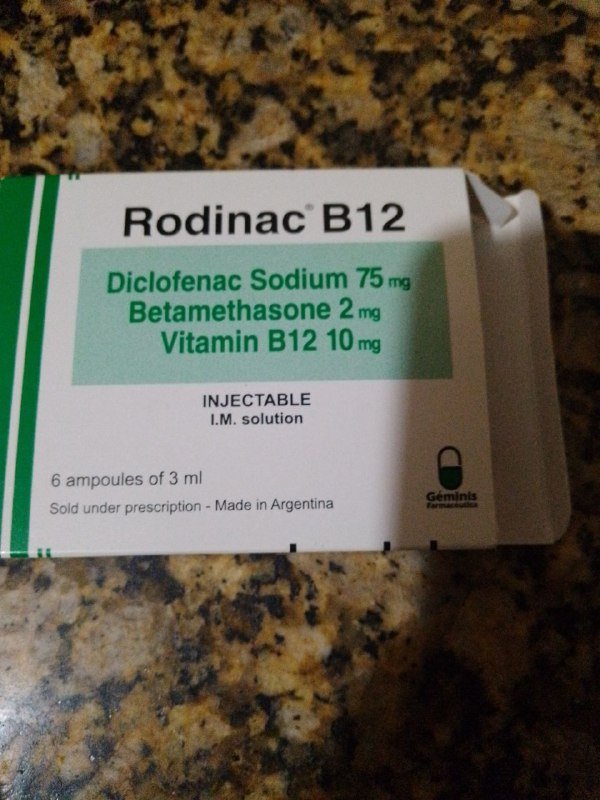 Rodinac® B12
Diclofenac Sodium 75 mg
Betamethasone 2 mg
Vitamin B12 10 mg
INJECTABLE
I.M. solution
6 ampoules of 3 ml
Sold under prescription - Made in Argentina
Géminis
Farmacéutica